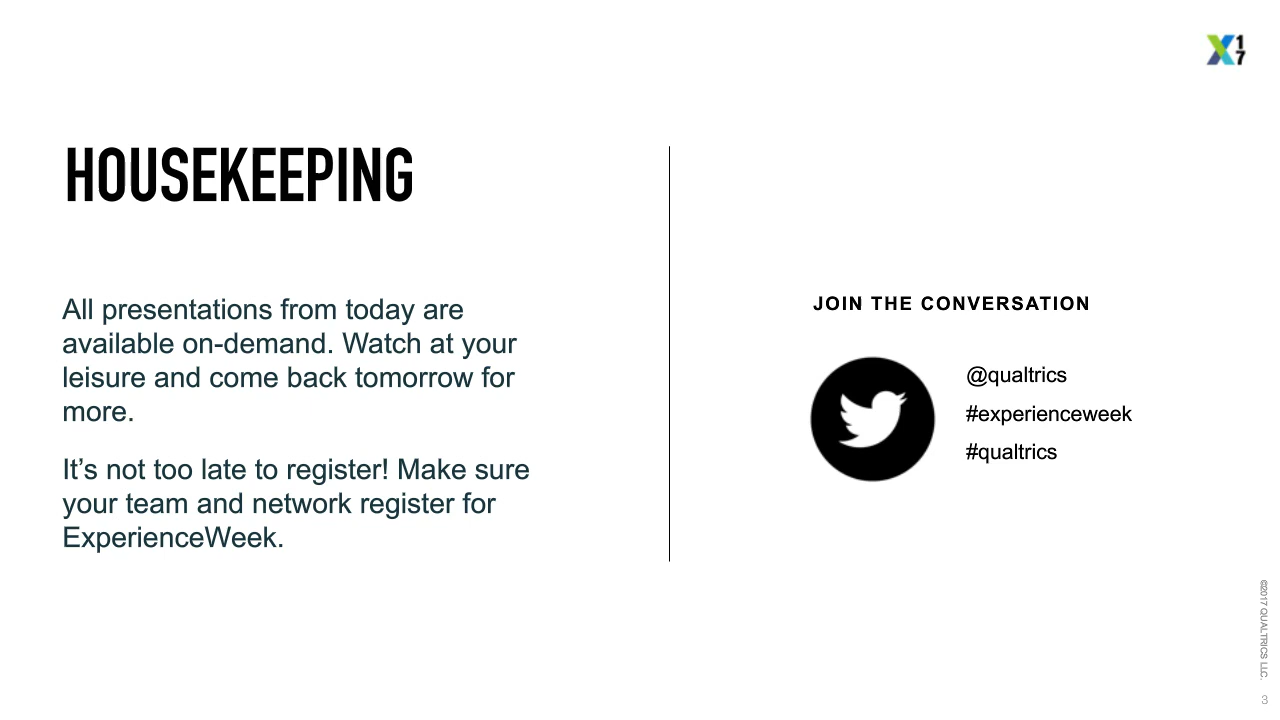 X17
HOUSEKEEPING
All presentations from today are
available on-demand. Watch at your
leisure and come back tomorrow for
more.
It’s not too late to register! Make sure
your team and network register for
ExperienceWeek.
JOIN THE CONVERSATION
@qualtrics
#experienceweek
#qualtrics
©2017 QUALTRICS LLC.
3